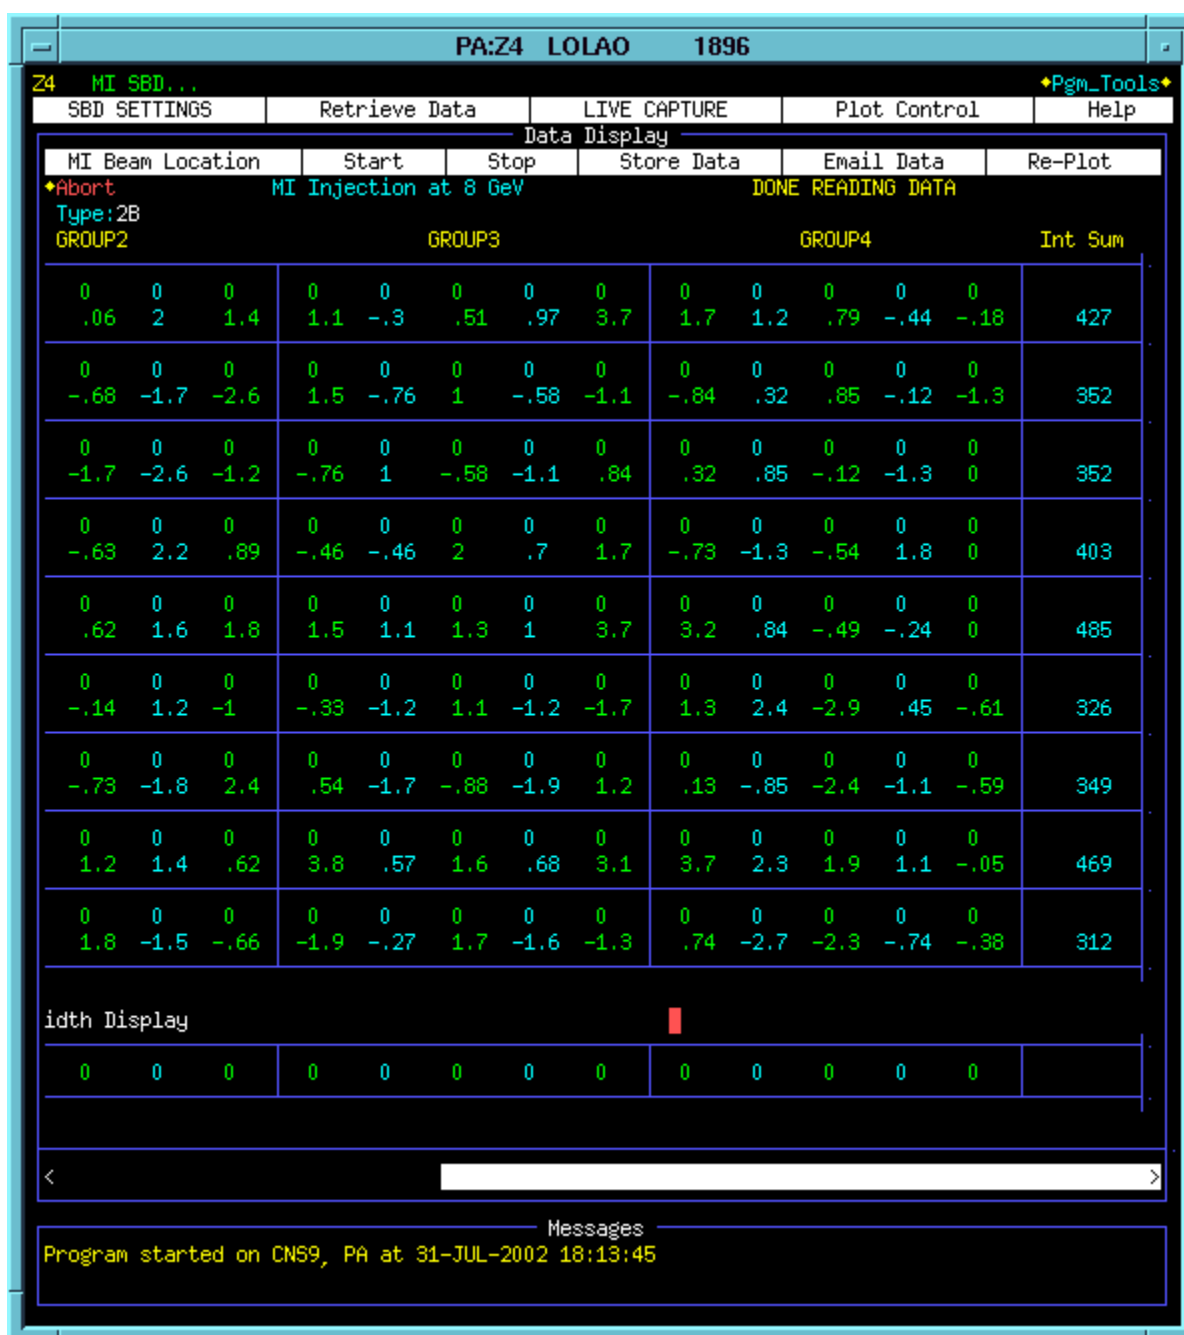 PA:Z4 LOLAO 1896
Z4 MI SBD... ◆Pgm_Tools◆
SBD SETTINGS Retrieve Data LIVE CAPTURE Plot Control Help
Data Display
MI Beam Location Start Stop Store Data Email Data Re-Plot
◆Abort MI Injection at 8 GeV DONE READING DATA
Type:2B
GROUP2 GROUP3 GROUP4 Int Sum
0 0 0 0 0 0 0 0 0 0 0 0 0
.06 2 1.4 1.1 -.3 .51 .97 3.7 1.7 1.2 .79 -.44 -.18 427
0 0 0 0 0 0 0 0 0 0 0 0 0
-.68 -1.7 -2.6 1.5 -.76 1 -.58 -1.1 -.84 .32 .85 -.12 -1.3 352
0 0 0 0 0 0 0 0 0 0 0 0 0
-1.7 -2.6 -1.2 -.76 1 -.58 -1.1 .84 .32 .85 -.12 -1.3 0 352
0 0 0 0 0 0 0 0 0 0 0 0 0
-.63 2.2 .89 -.46 -.46 2 .7 1.7 -.73 -1.3 -.54 1.8 0 403
0 0 0 0 0 0 0 0 0 0 0 0 0
.62 1.6 1.8 1.5 1.1 1.3 1 3.7 3.2 .84 -.49 -.24 0 485
0 0 0 0 0 0 0 0 0 0 0 0 0
-.14 1.2 -1 -.33 -1.2 1.1 -1.2 -1.7 1.3 2.4 -2.9 .45 -.61 326
0 0 0 0 0 0 0 0 0 0 0 0 0
-.73 -1.8 2.4 .54 -1.7 -.88 -1.9 1.2 .13 -.85 -2.4 -1.1 -.59 349
0 0 0 0 0 0 0 0 0 0 0 0 0
1.2 1.4 .62 3.8 .57 1.6 .68 3.1 3.7 2.3 1.9 1.1 -.05 469
0 0 0 0 0 0 0 0 0 0 0 0 0
1.8 -1.5 -.66 -1.9 -.27 1.7 -1.6 -1.3 .74 -2.7 -2.3 -.74 -.38 312
idth Display
0 0 0 0 0 0 0 0 0 0 0 0 0
< >
Messages
Program started on CNS9, PA at 31-JUL-2002 18:13:45